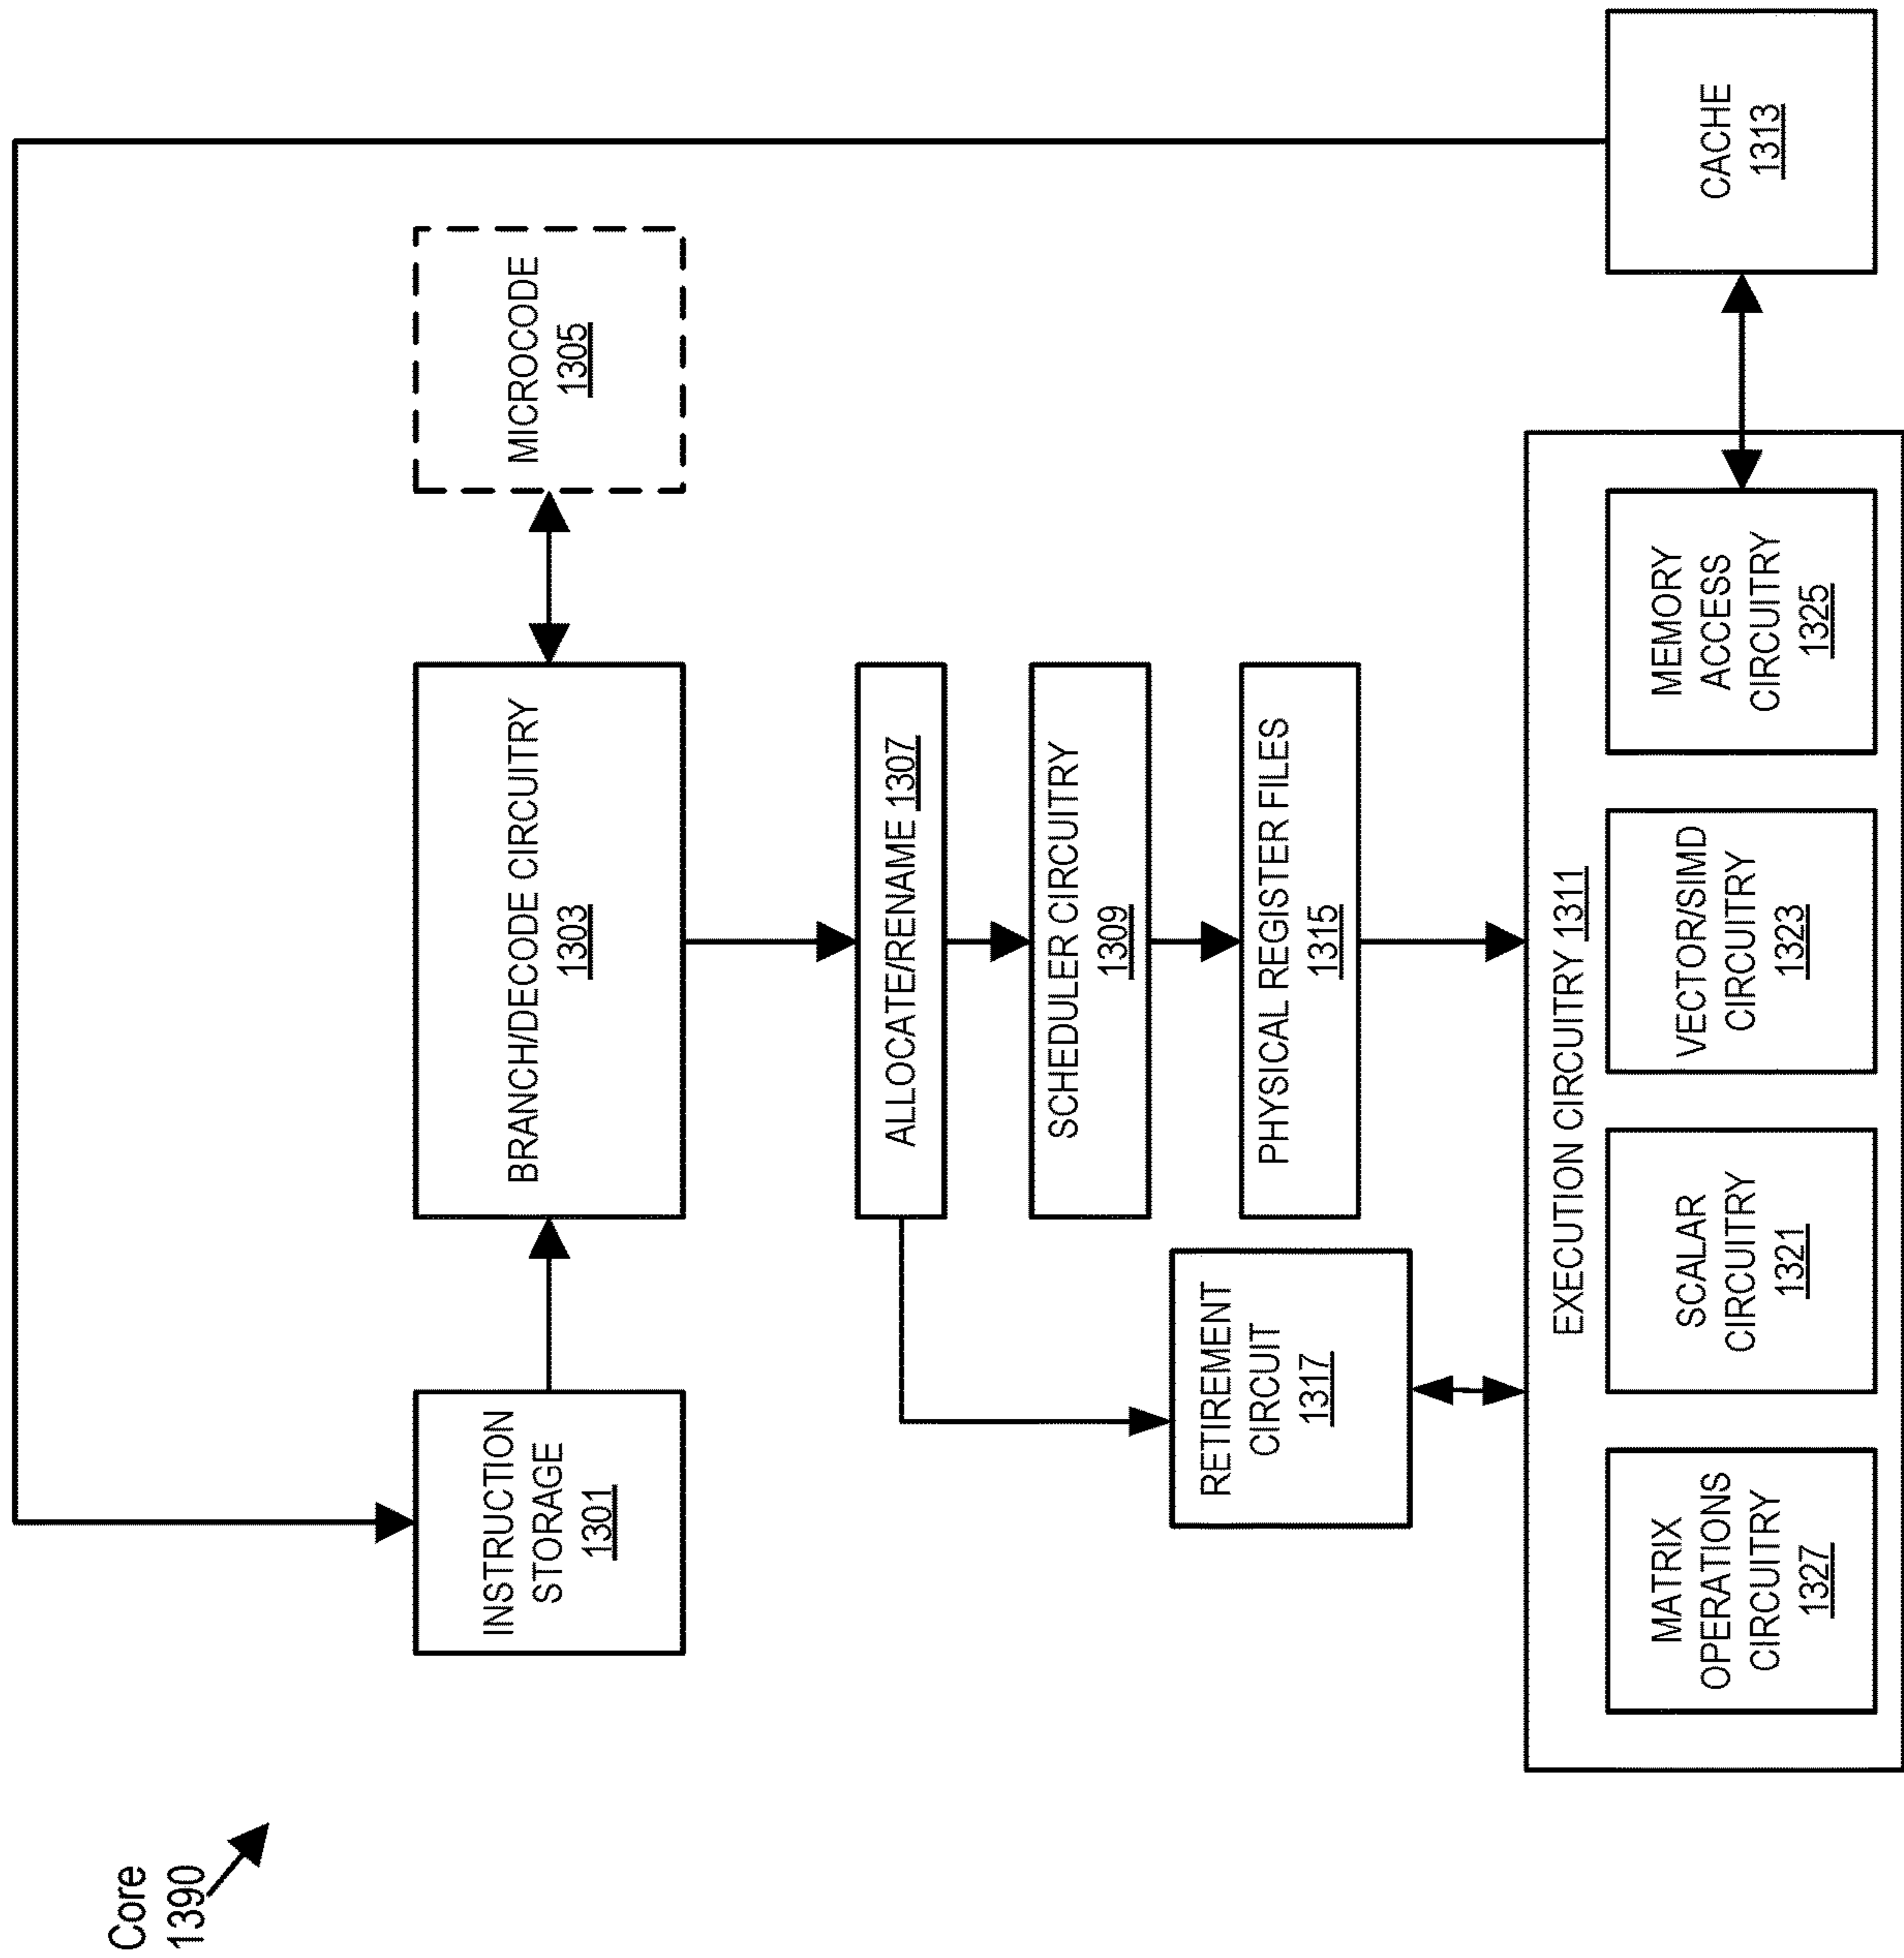 Core
1390
INSTRUCTION
STORAGE
1301
BRANCH/DECODE CIRCUITRY
1303
MICROCODE
1305
ALLOCATE/RENAME 1307
SCHEDULER CIRCUITRY
1309
PHYSICAL REGISTER FILES
1315
RETIREMENT
CIRCUIT
1317
EXECUTION CIRCUITRY 1311
MATRIX
OPERATIONS
CIRCUITRY
1327
SCALAR
CIRCUITRY
1321
VECTOR/SIMD
CIRCUITRY
1323
MEMORY
ACCESS
CIRCUITRY
1325
CACHE
1313